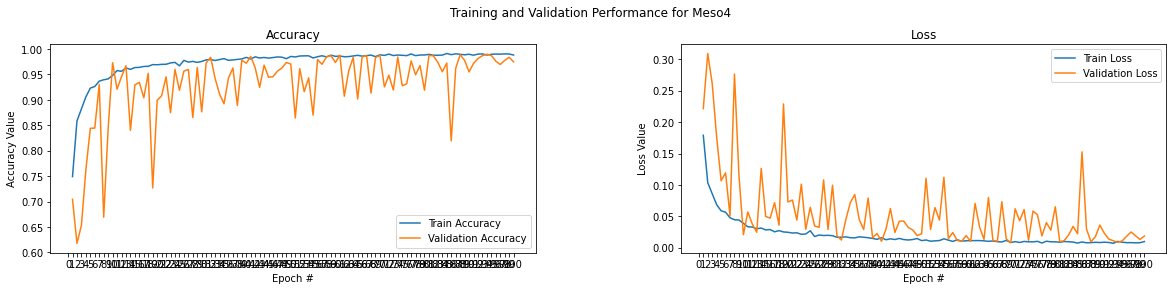 Training and Validation Performance for Meso4
Accuracy
1.00
0.95
0.90
0.85
0.80
0.75
0.70
0.65
0.60
Accuracy Value
Train Accuracy
Validation Accuracy
Epoch #
Loss
0.30
0.25
0.20
0.15
0.10
0.05
0.00
Loss Value
Train Loss
Validation Loss
Epoch #